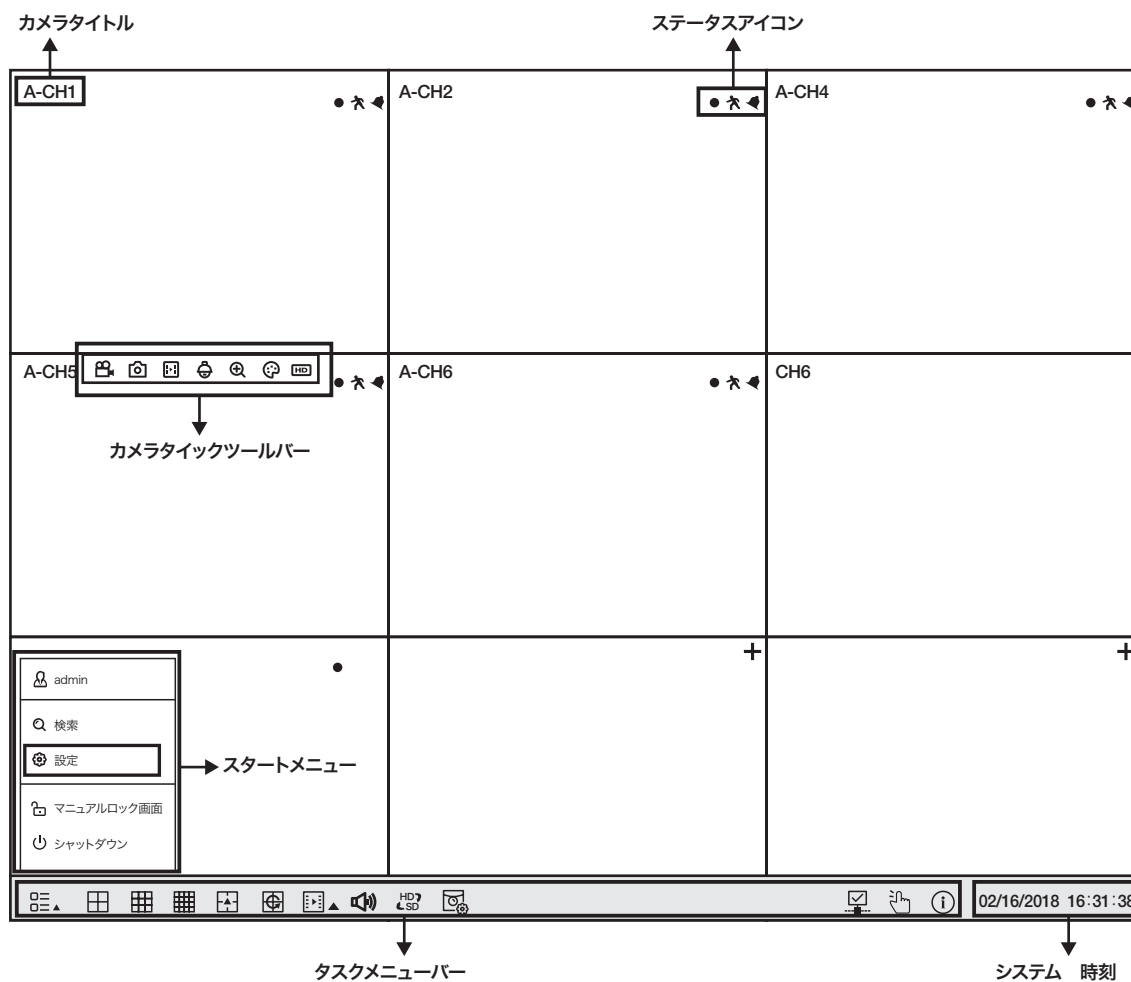 カメラタイトル
ステータスアイコン
A-CH1
A-CH2
A-CH4
A-CH5
HD
A-CH6
CH6
カメラタイックツールバー
admin
検索
設定
スタートメニュー
マニュアルロック画面
シャットダウン
HD
SD
02/16/2018 16:31:38
タスクメニューバー
システム 時刻